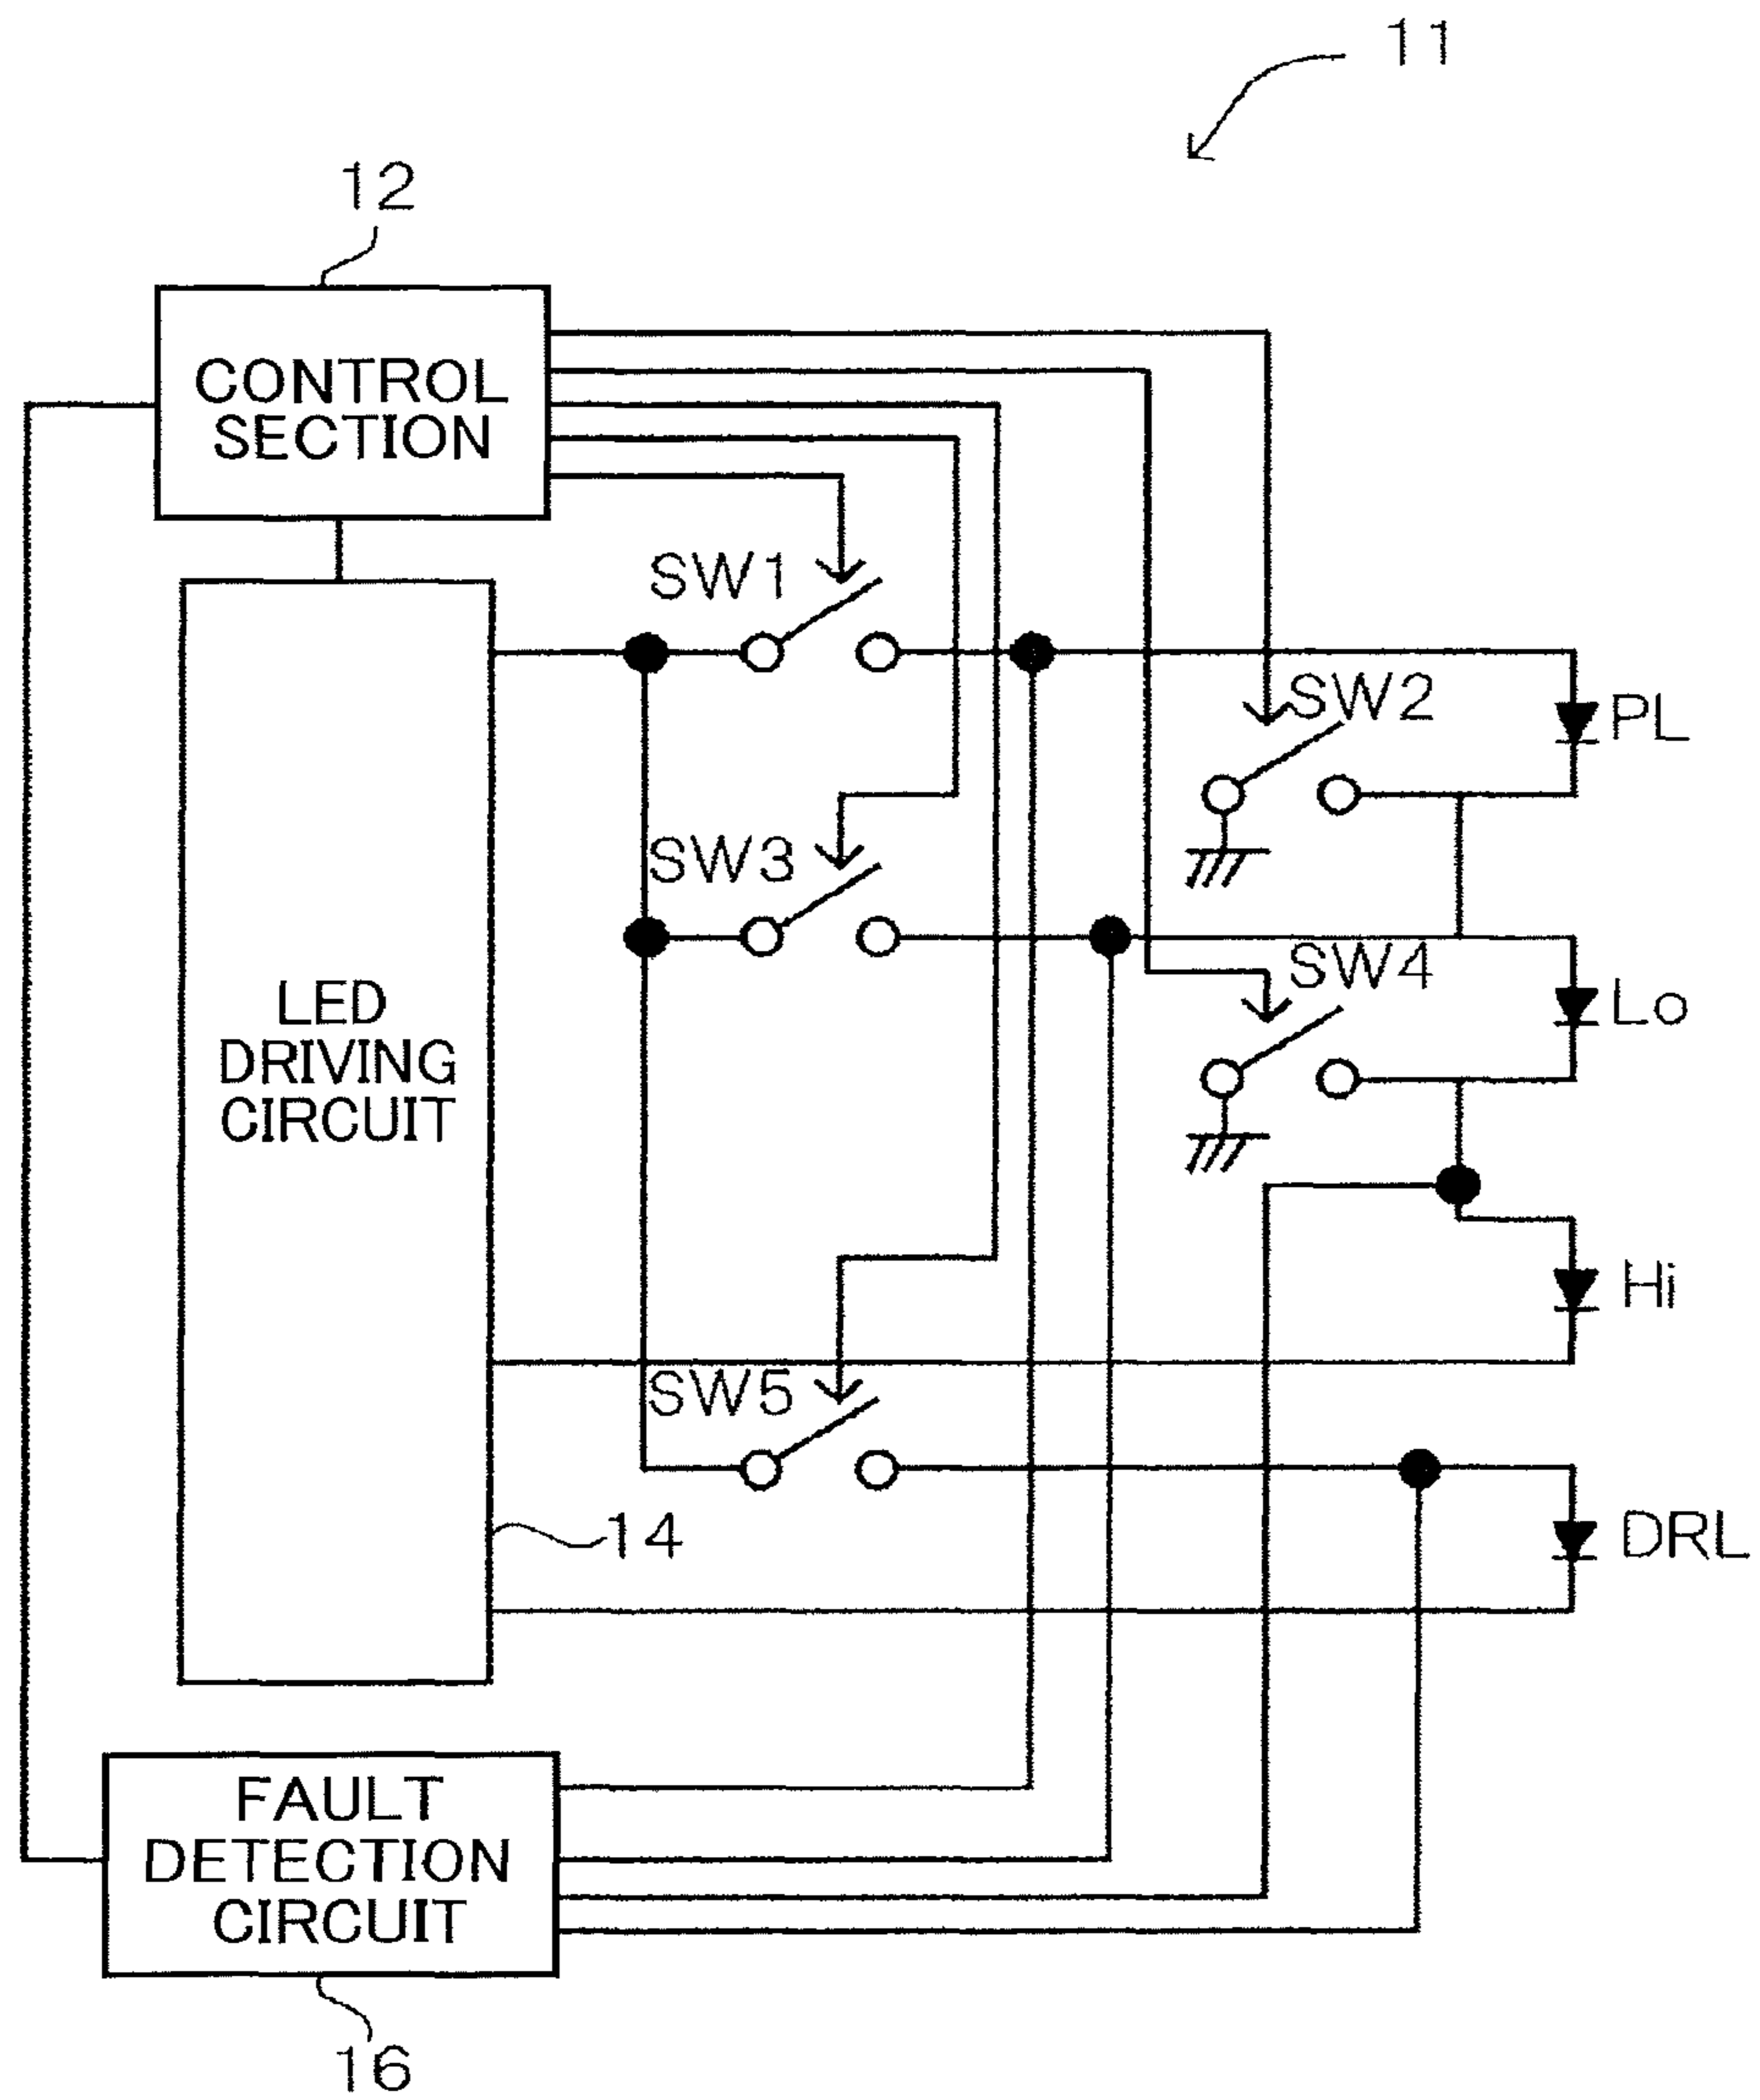 11
12
CONTROL
SECTION
SW1
SW2
PL
SW3
SW4
Lo
LED
DRIVING
CIRCUIT
Hi
SW5
14
DRL
FAULT
DETECTION
CIRCUIT
16